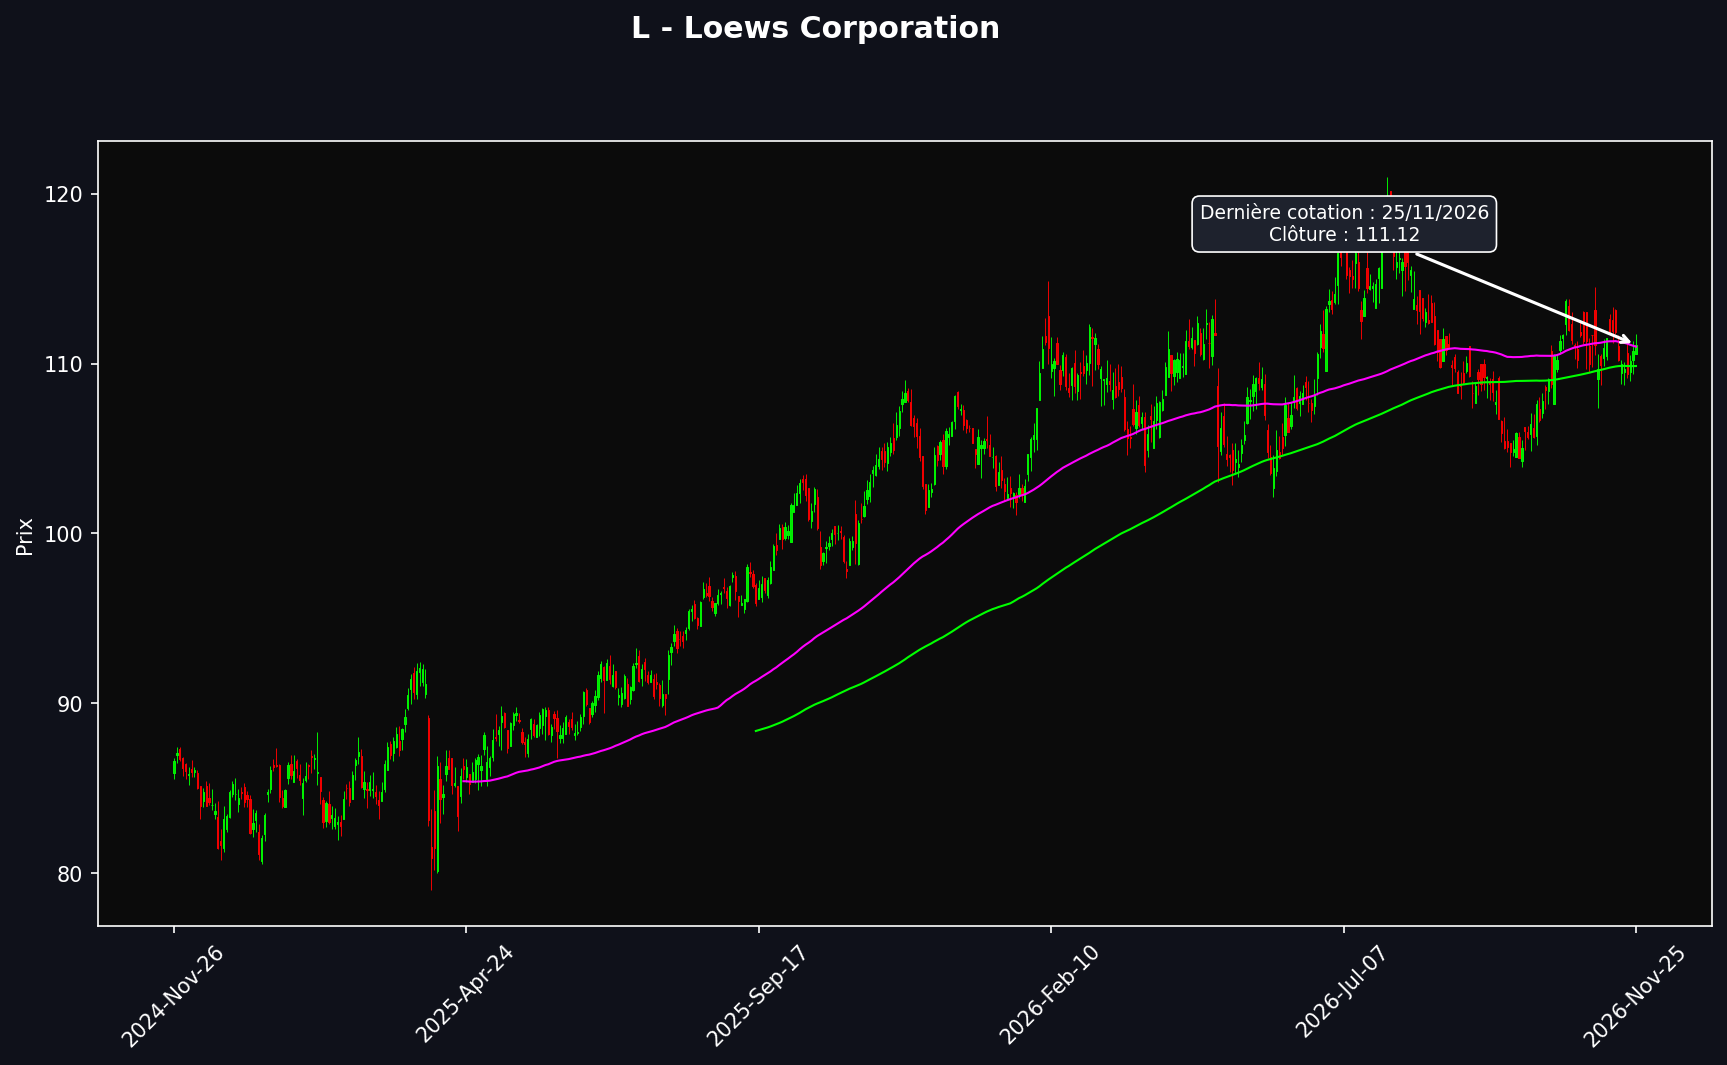 L - Loews Corporation
120
110
100
90
80
Prix
Dernière cotation : 25/11/2026
Clôture : 111.12
2024-Nov-26
2025-Apr-24
2025-Sep-17
2026-Feb-10
2026-Jul-07
2026-Nov-25